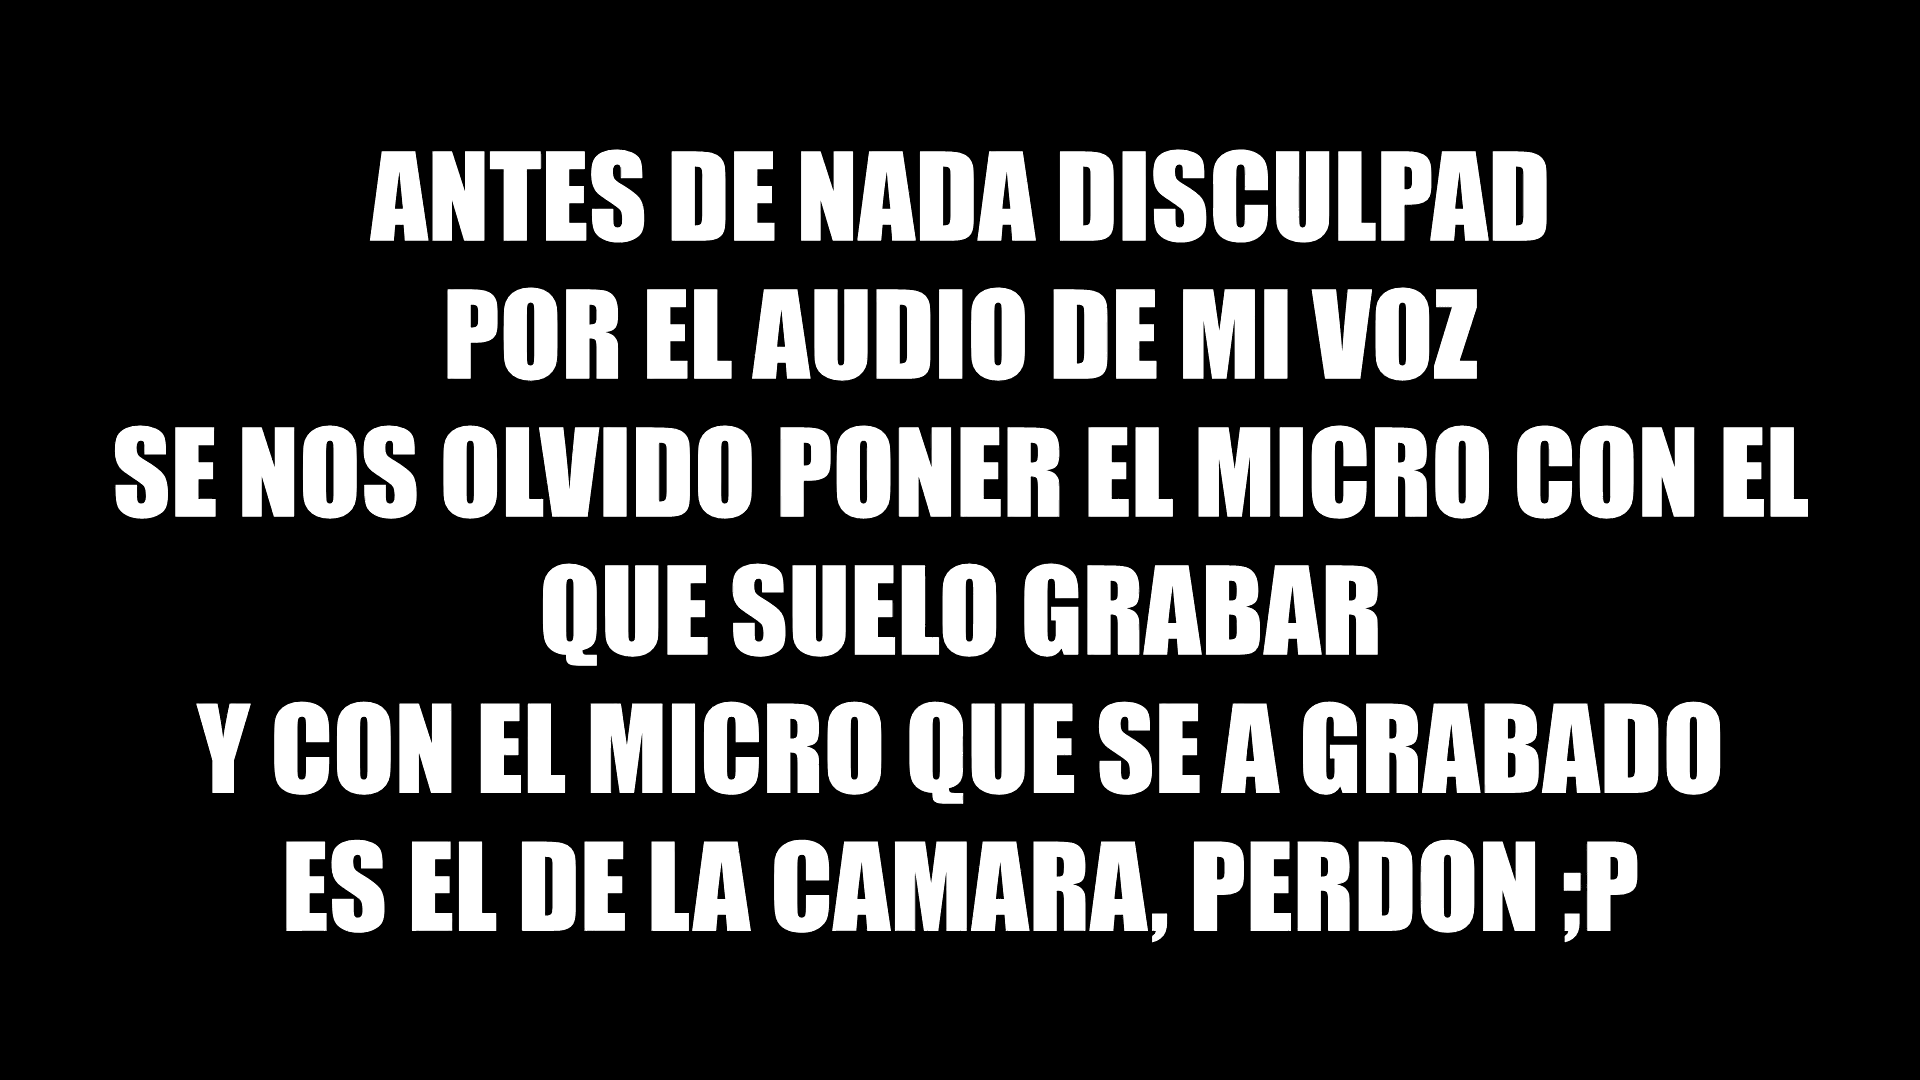 ANTES DE NADA DISCULPAD
POR EL AUDIO DE MI VOZ
SE NOS OLVIDO PONER EL MICRO CON EL
QUE SUELO GRABAR
Y CON EL MICRO QUE SE A GRABADO
ES EL DE LA CAMARA, PERDON ;P